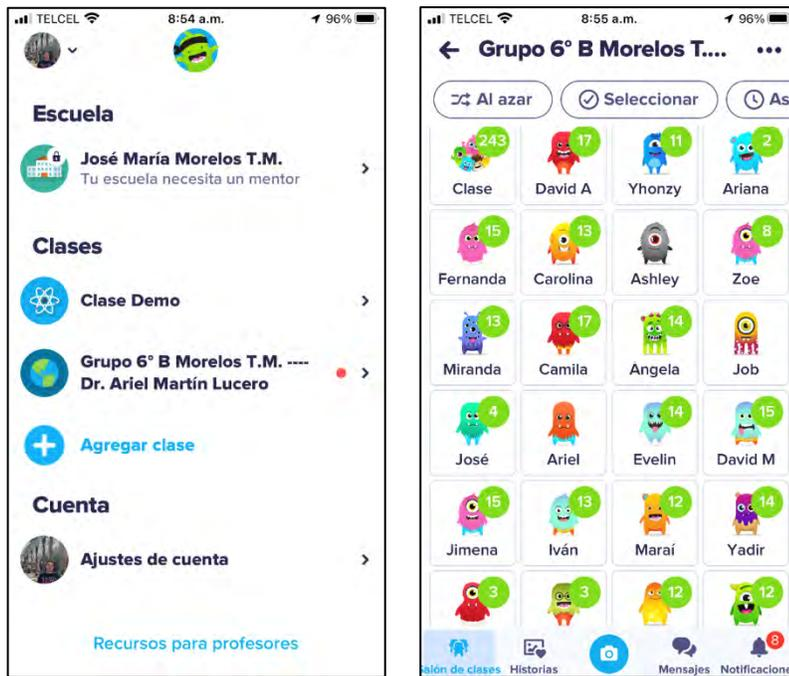 TELCEL 8:54 a.m. 96%
Escuela
José María Morelos T.M.
Tu escuela necesita un mentor
Clases
Clase Demo
Grupo 6° B Morelos T.M. ----
Dr. Ariel Martín Lucero
Agregar clase
Cuenta
Ajustes de cuenta
Recursos para profesores
TELCEL 8:55 a.m. 96%
Grupo 6° B Morelos T....
Al azar Seleccionar As
243 17 11 2
Clase David A Yhonzy Ariana
15 13 8
Fernanda Carolina Ashley Zoe
13 17 14
Miranda Camila Angela Job
4 14 15
José Ariel Evelin David M
15 13 12 14
Jimena Iván Maraí Yadir
3 3 12 12
8
alón de clases Historias Mensajes Notificacione